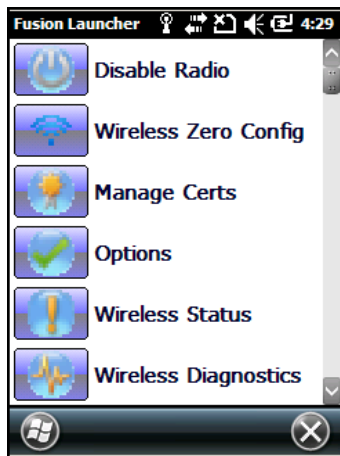 Fusion Launcher 4:29
Disable Radio
Wireless Zero Config
Manage Certs
Options
Wireless Status
Wireless Diagnostics